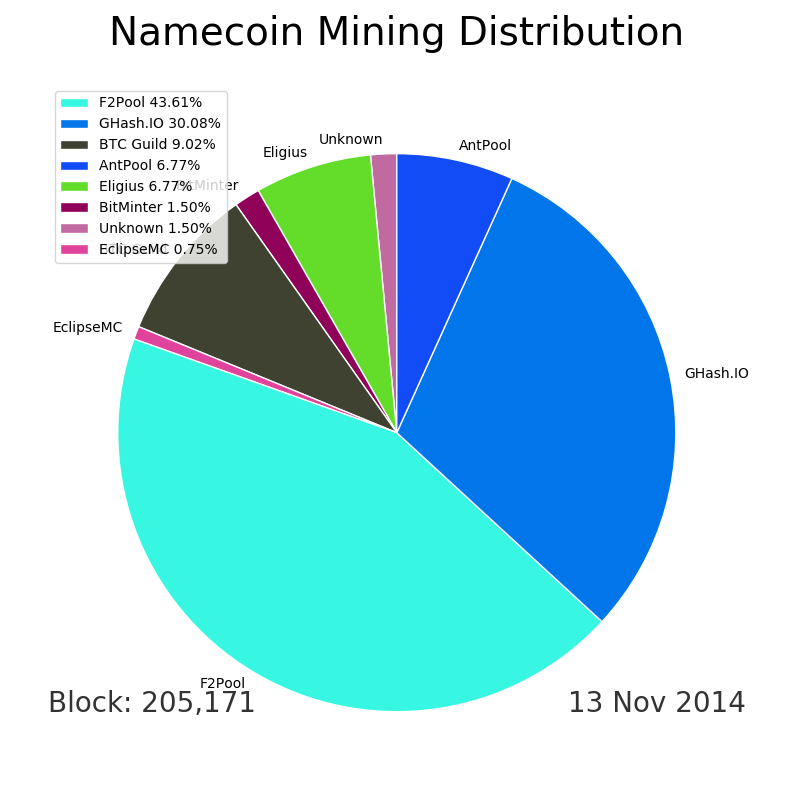 Namecoin Mining Distribution
F2Pool 43.61%
GHash.IO 30.08%
BTC Guild 9.02%
AntPool 6.77%
Eligius 6.77%
BitMinter 1.50%
Unknown 1.50%
EclipseMC 0.75%
Unknown
AntPool
Eligius
BitMinter
EclipseMC
GHash.IO
F2Pool
Block: 205,171
13 Nov 2014